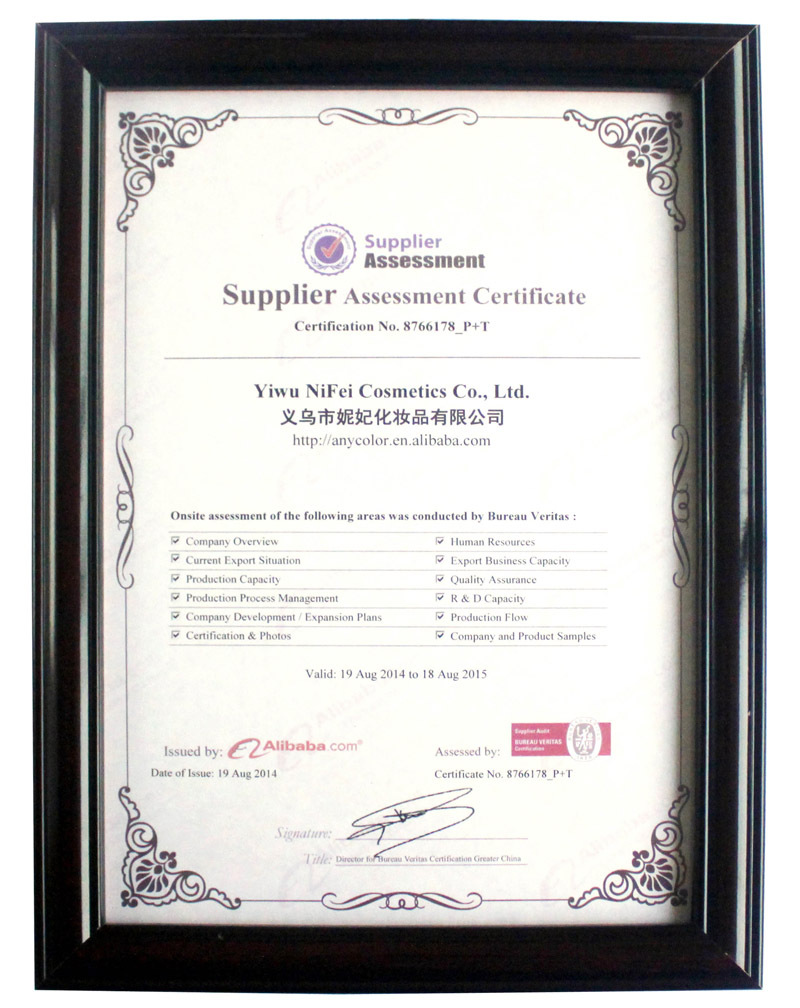 Supplier Assessment
Supplier
Assessment
Supplier Assessment Certificate
Certification No. 8766178_P+T
Yiwu NiFei Cosmetics Co., Ltd.
义乌市妮妃化妆品有限公司
http://anycolor.en.alibaba.com
Onsite assessment of the following areas was conducted by Bureau Veritas :
Company Overview Human Resources
Current Export Situation Export Business Capacity
Production Capacity Quality Assurance
Production Process Management R & D Capacity
Company Development / Expansion Plans Production Flow
Certification & Photos Company and Product Samples
Valid: 19 Aug 2014 to 18 Aug 2015
Supplier Audit
BUREAU VERITAS
Certification
Issued by: Alibaba.com® Assessed by:
Date of Issue: 19 Aug 2014 Certificate No. 8766178_P+T
Signature:
Title: Director for Bureau Veritas Certification Greater China